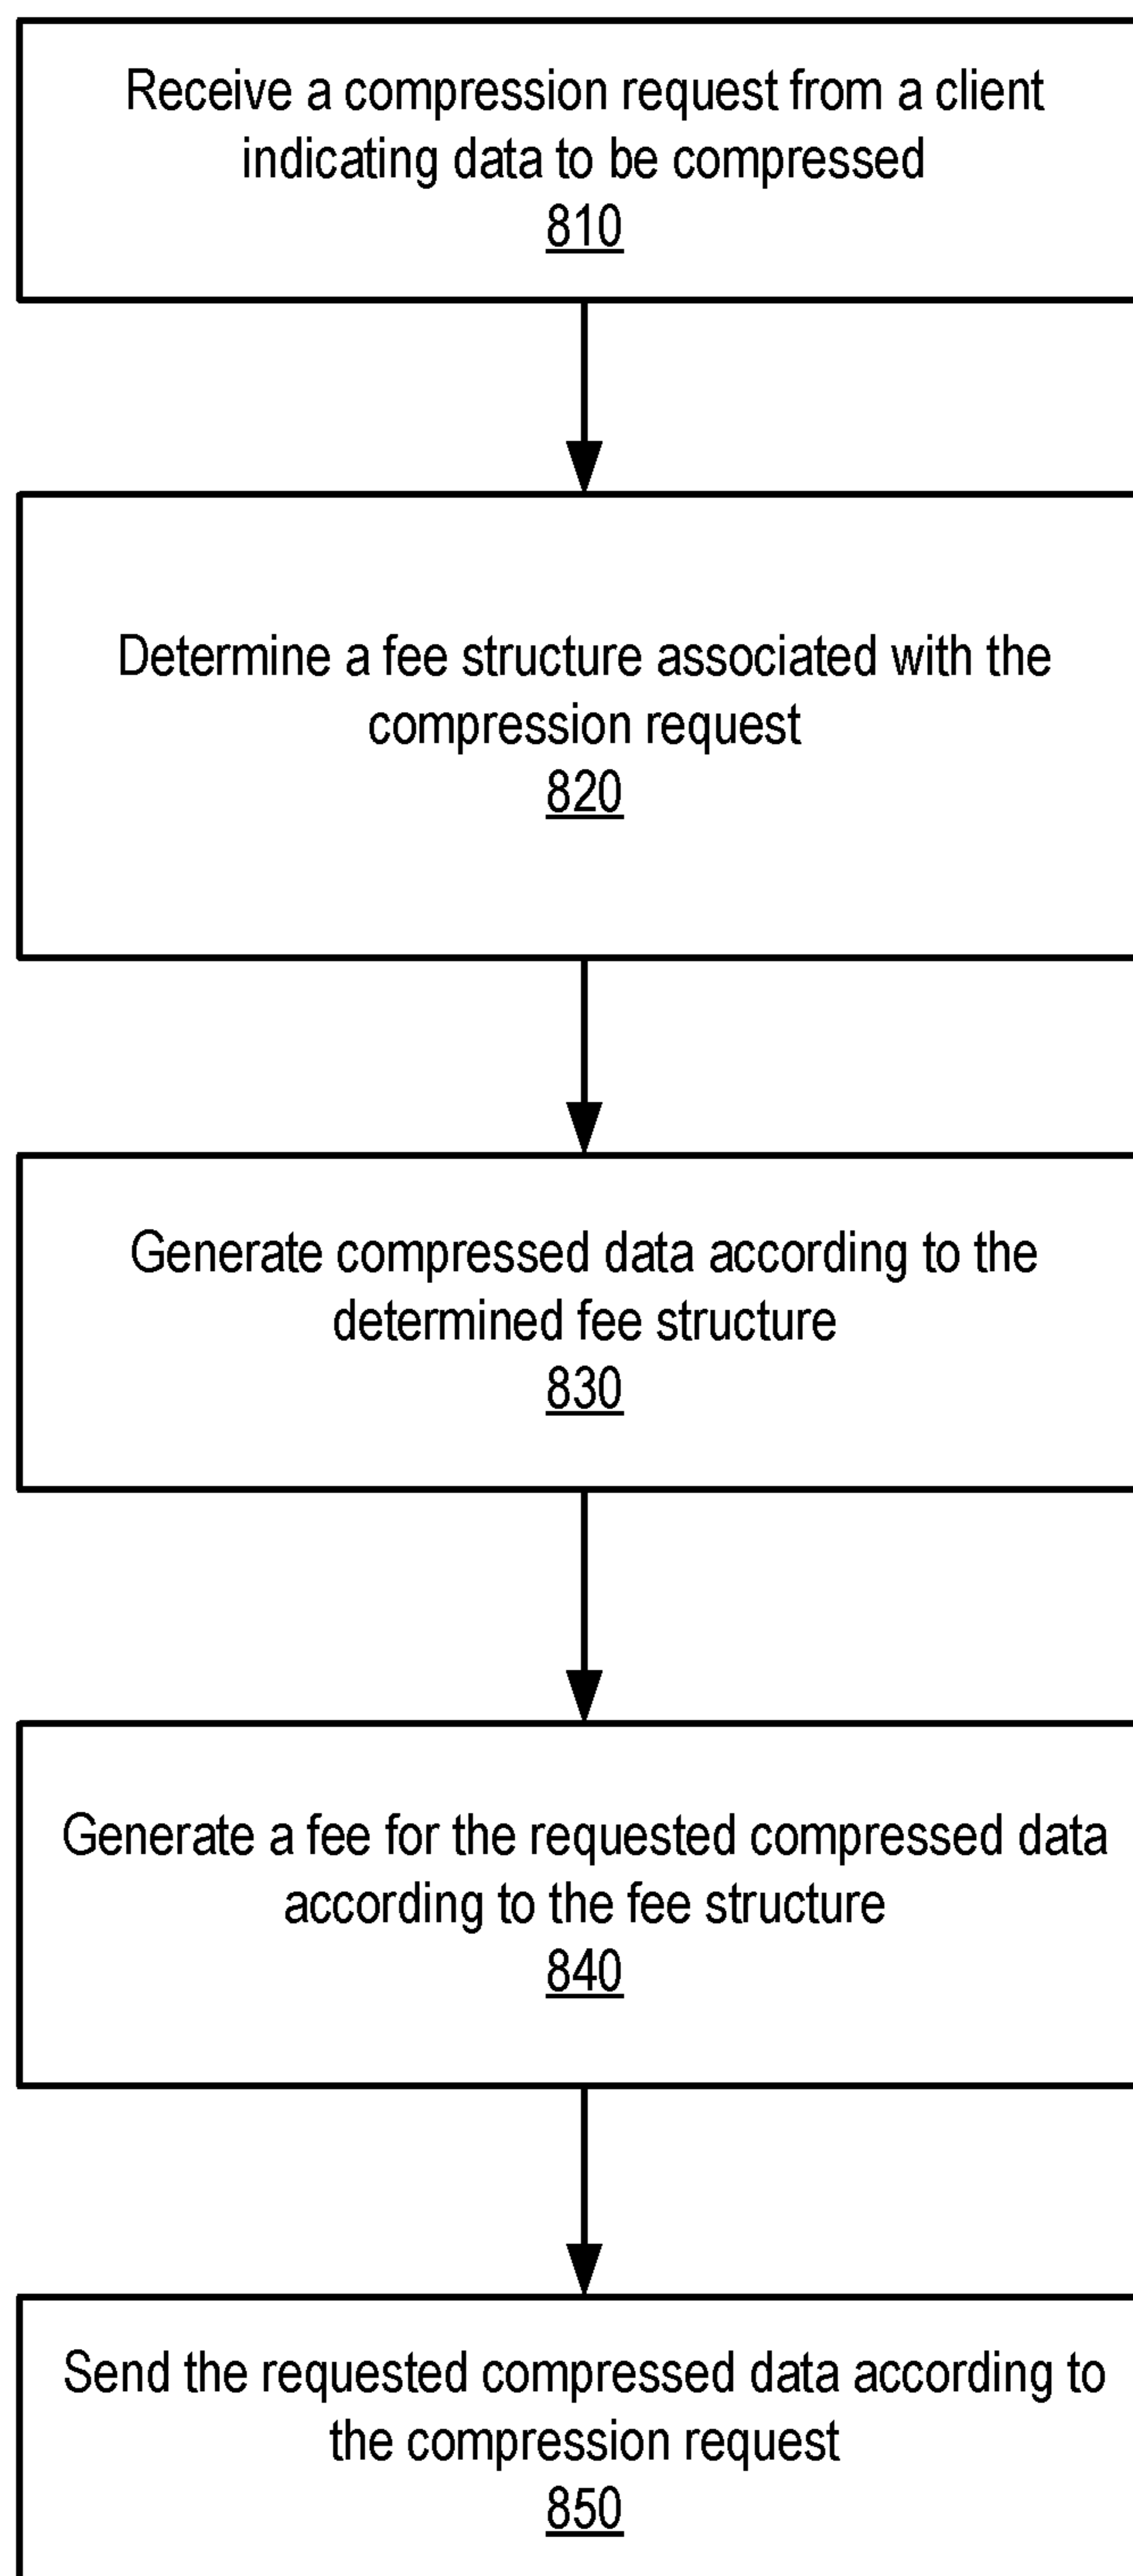 Receive a compression request from a client
indicating data to be compressed
810
Determine a fee structure associated with the
compression request
820
Generate compressed data according to the
determined fee structure
830
Generate a fee for the requested compressed data
according to the fee structure
840
Send the requested compressed data according to
the compression request
850